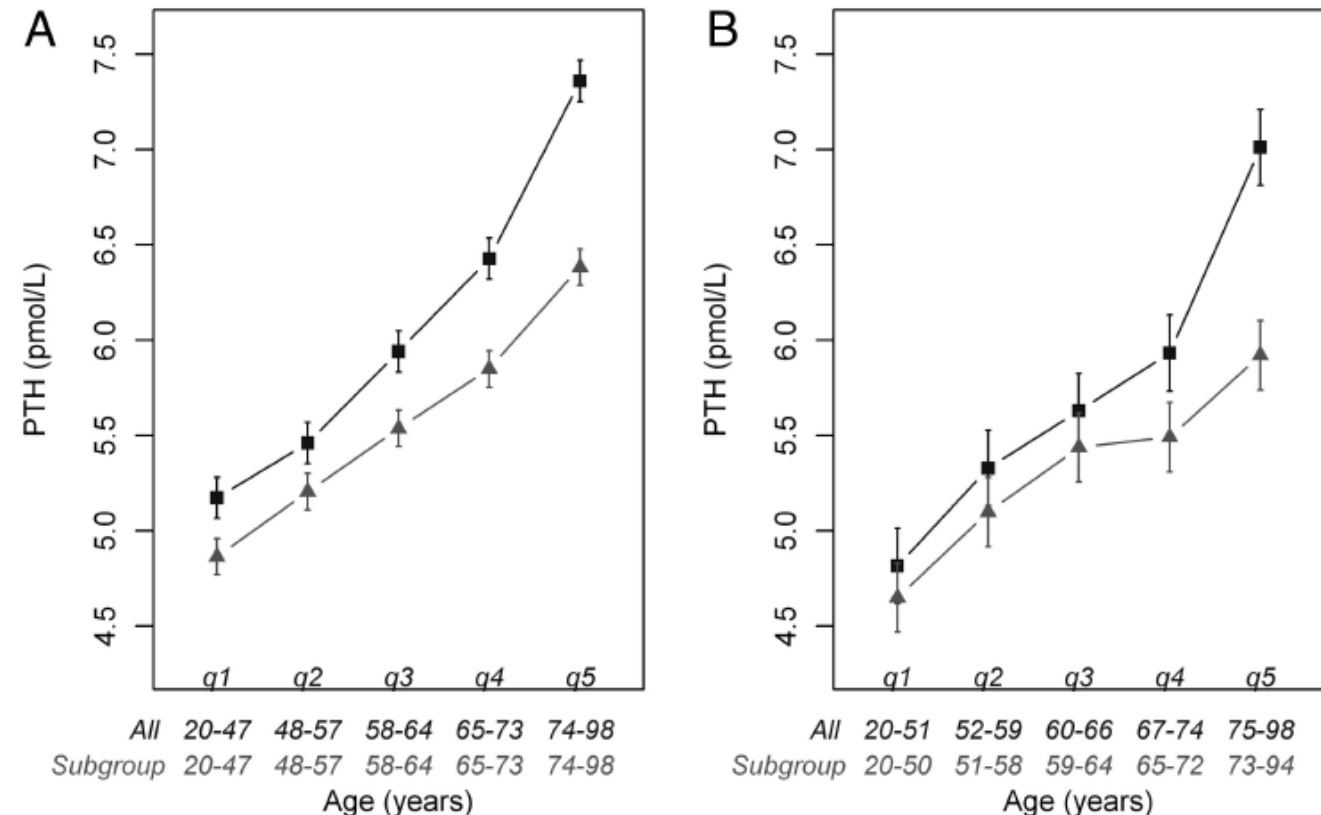 A
PTH (pmol/L)
7.5
7.0
6.5
6.0
5.5
5.0
4.5
q1 q2 q3 q4 q5
All 20-47 48-57 58-64 65-73 74-98
Subgroup 20-47 48-57 58-64 65-73 74-98
Age (years)
B
PTH (pmol/L)
7.5
7.0
6.5
6.0
5.5
5.0
4.5
q1 q2 q3 q4 q5
All 20-51 52-59 60-66 67-74 75-98
Subgroup 20-50 51-58 59-64 65-72 73-94
Age (years)